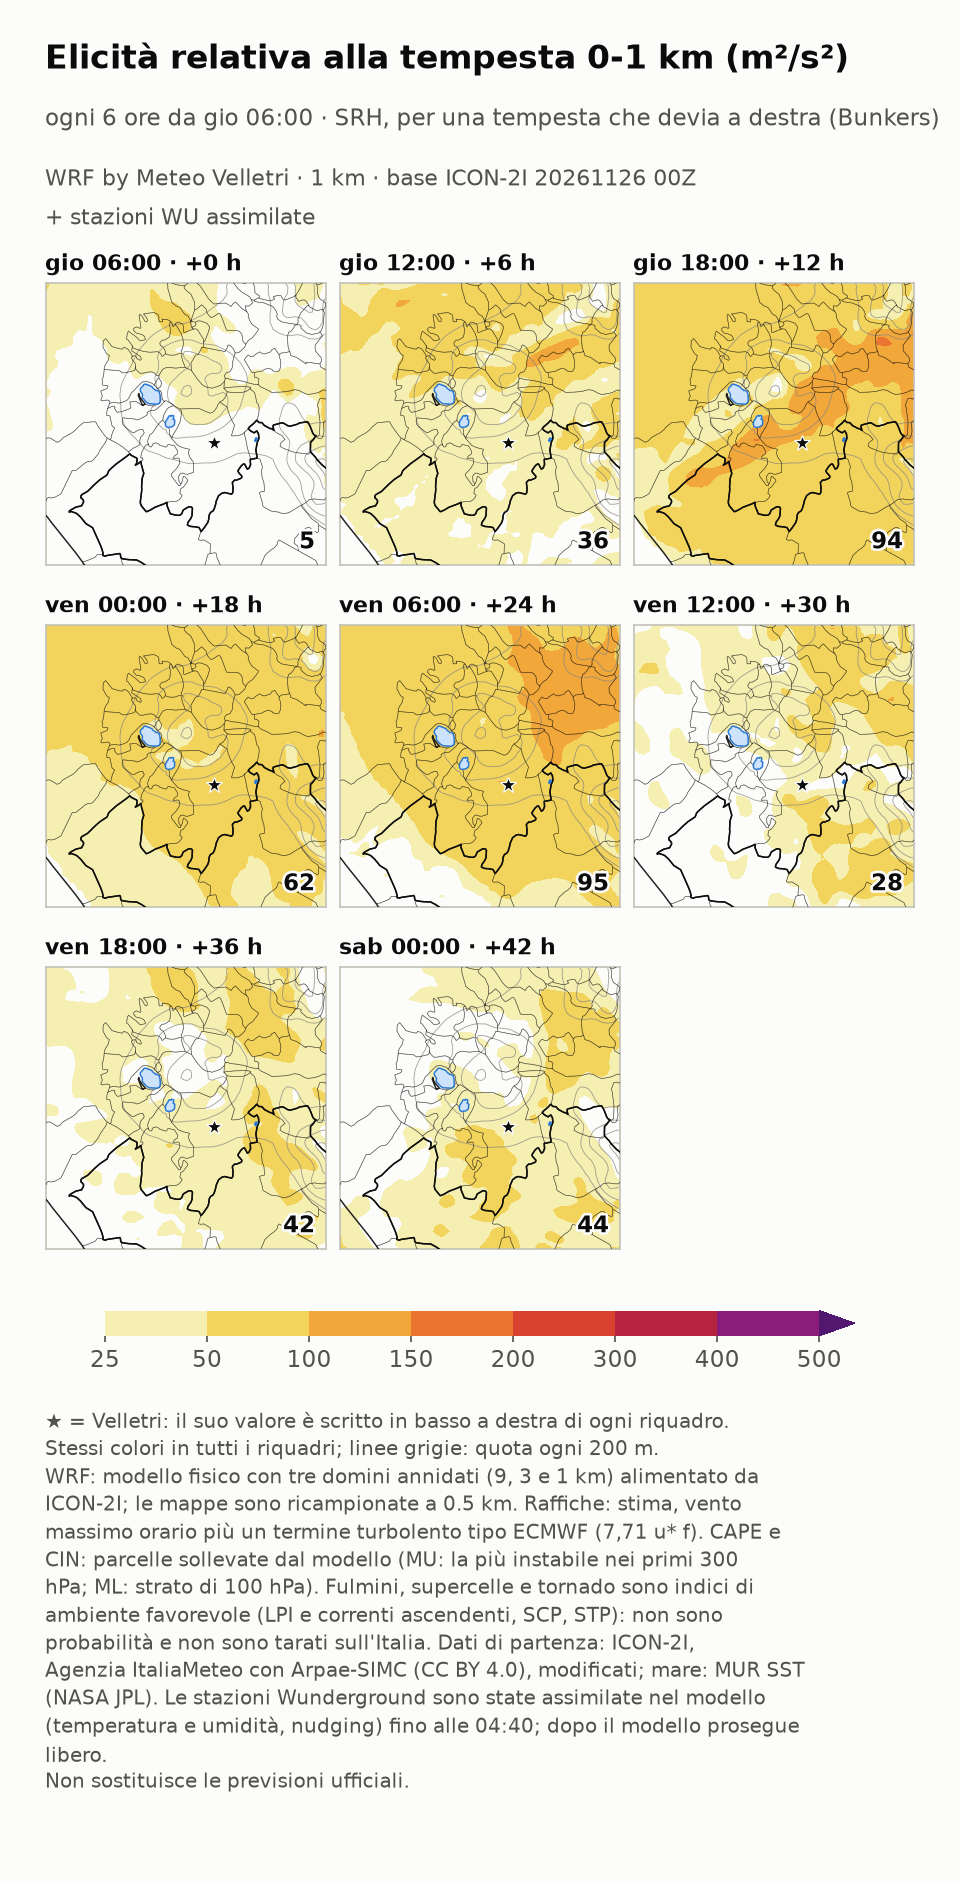 Elicità relativa alla tempesta 0-1 km (m²/s²)
ogni 6 ore da gio 06:00 · SRH, per una tempesta che devia a destra (Bunkers)
WRF by Meteo Velletri · 1 km · base ICON-2I 20261126 00Z
+ stazioni WU assimilate
gio 06:00 · +0 h
gio 12:00 · +6 h
gio 18:00 · +12 h
5
36
94
ven 00:00 · +18 h
ven 06:00 · +24 h
ven 12:00 · +30 h
62
95
28
ven 18:00 · +36 h
sab 00:00 · +42 h
42
44
25 50 100 150 200 300 400 500
★ = Velletri: il suo valore è scritto in basso a destra di ogni riquadro.
Stessi colori in tutti i riquadri; linee grigie: quota ogni 200 m.
WRF: modello fisico con tre domini annidati (9, 3 e 1 km) alimentato da
ICON-2I; le mappe sono ricampionate a 0.5 km. Raffiche: stima, vento
massimo orario più un termine turbolento tipo ECMWF (7,71 u* f). CAPE e
CIN: parcelle sollevate dal modello (MU: la più instabile nei primi 300
hPa; ML: strato di 100 hPa). Fulmini, supercelle e tornado sono indici di
ambiente favorevole (LPI e correnti ascendenti, SCP, STP): non sono
probabilità e non sono tarati sull'Italia. Dati di partenza: ICON-2I,
Agenzia ItaliaMeteo con Arpae-SIMC (CC BY 4.0), modificati; mare: MUR SST
(NASA JPL). Le stazioni Wunderground sono state assimilate nel modello
(temperatura e umidità, nudging) fino alle 04:40; dopo il modello prosegue
libero.
Non sostituisce le previsioni ufficiali.